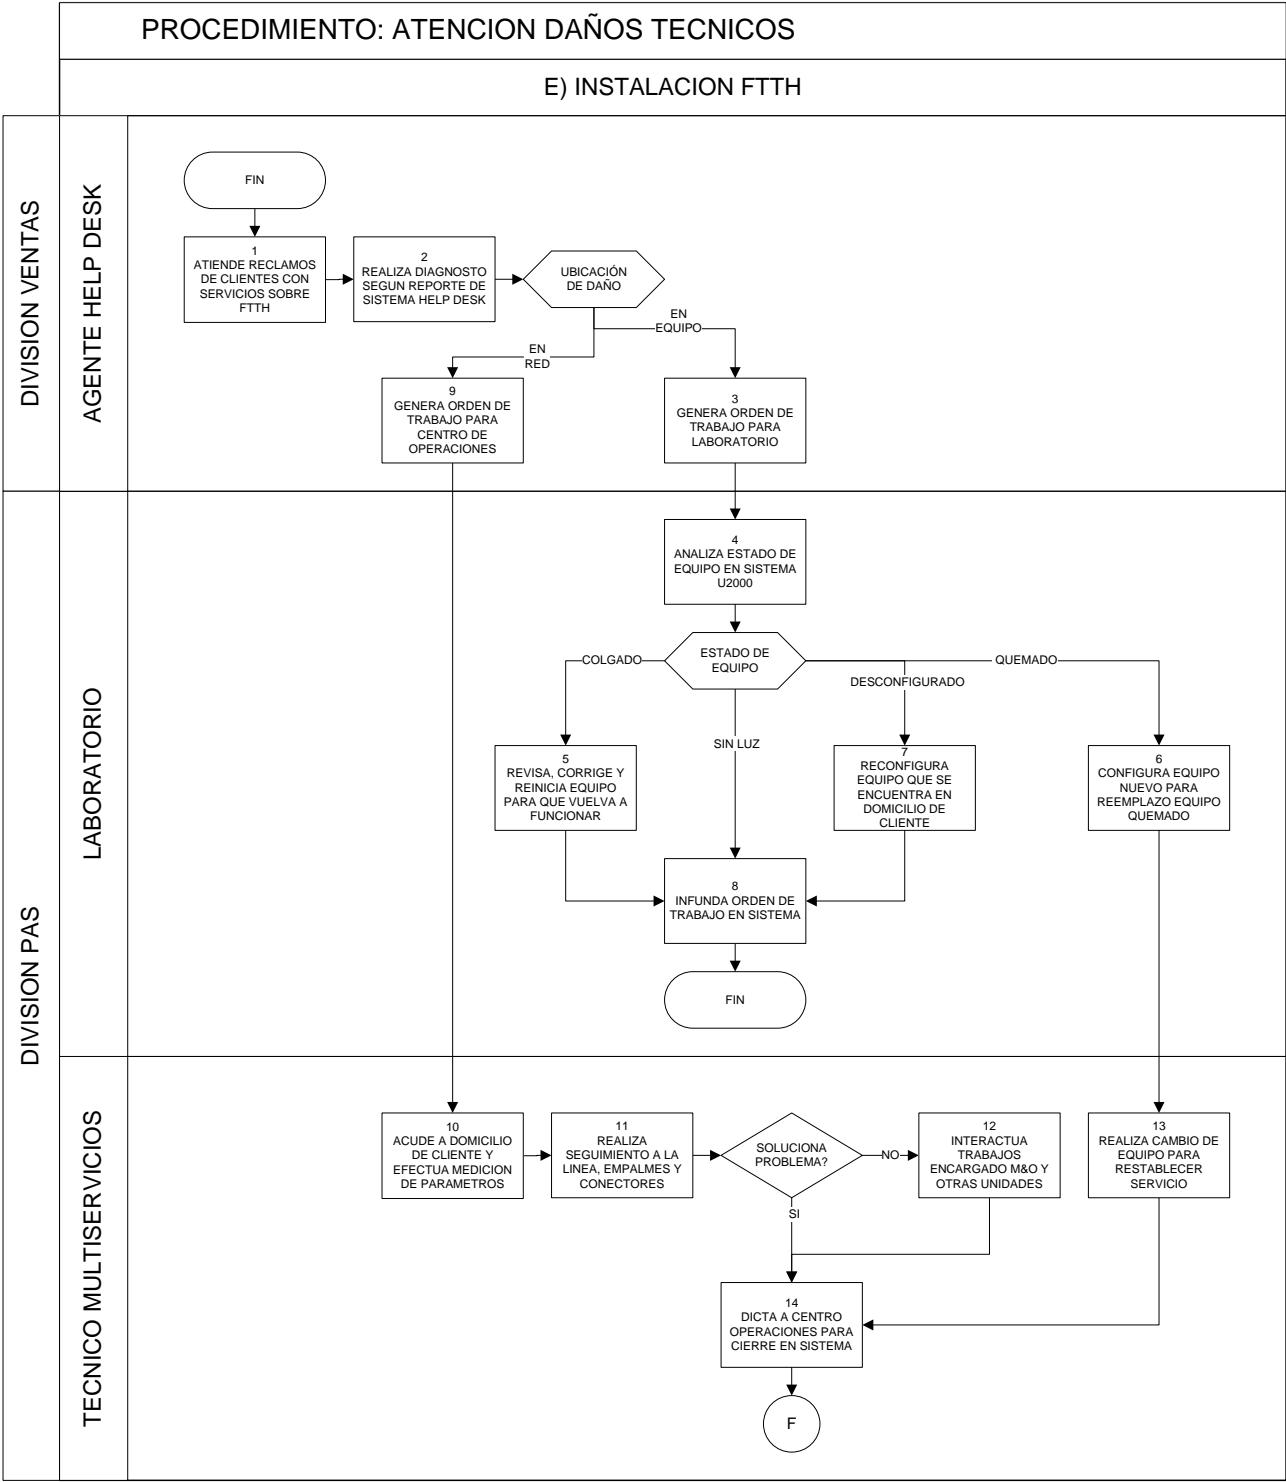 PROCEDIMIENTO: ATENCION DAÑOS TECNICOS
E) INSTALACION FTTH
DIVISION VENTAS
AGENTE HELP DESK
FIN
1
ATIENDE RECLAMOS
DE CLIENTES CON
SERVICIOS SOBRE
FTTH
2
REALIZA DIAGNOSTO
SEGUN REPORTE DE
SISTEMA HELP DESK
UBICACIÓN
DE DAÑO
EN
EQUIPO
EN
RED
9
GENERA ORDEN DE
TRABAJO PARA
CENTRO DE
OPERACIONES
3
GENERA ORDEN DE
TRABAJO PARA
LABORATORIO
DIVISION PAS
LABORATORIO
4
ANALIZA ESTADO DE
EQUIPO EN SISTEMA
U2000
ESTADO DE
EQUIPO
COLGADO
QUEMADO
DESCONFIGURADO
SIN LUZ
5
REVISA, CORRIGE Y
REINICIA EQUIPO
PARA QUE VUELVA A
FUNCIONAR
7
RECONFIGURA
EQUIPO QUE SE
ENCUENTRA EN
DOMICILIO DE
CLIENTE
6
CONFIGURA EQUIPO
NUEVO PARA
REEMPLAZO EQUIPO
QUEMADO
8
INFUNDA ORDEN DE
TRABAJO EN SISTEMA
FIN
TECNICO MULTISERVICIOS
10
ACUDE A DOMICILIO
DE CLIENTE Y
EFECTUA MEDICION
DE PARAMETROS
11
REALIZA
SEGUIMIENTO A LA
LINEA, EMPALMES Y
CONECTORES
SOLUCIONA
PROBLEMA?
NO
SI
12
INTERACTUA
TRABAJOS
ENCARGADO M&O Y
OTRAS UNIDADES
13
REALIZA CAMBIO DE
EQUIPO PARA
RESTABLECER
SERVICIO
14
DICTA A CENTRO
OPERACIONES PARA
CIERRE EN SISTEMA
F